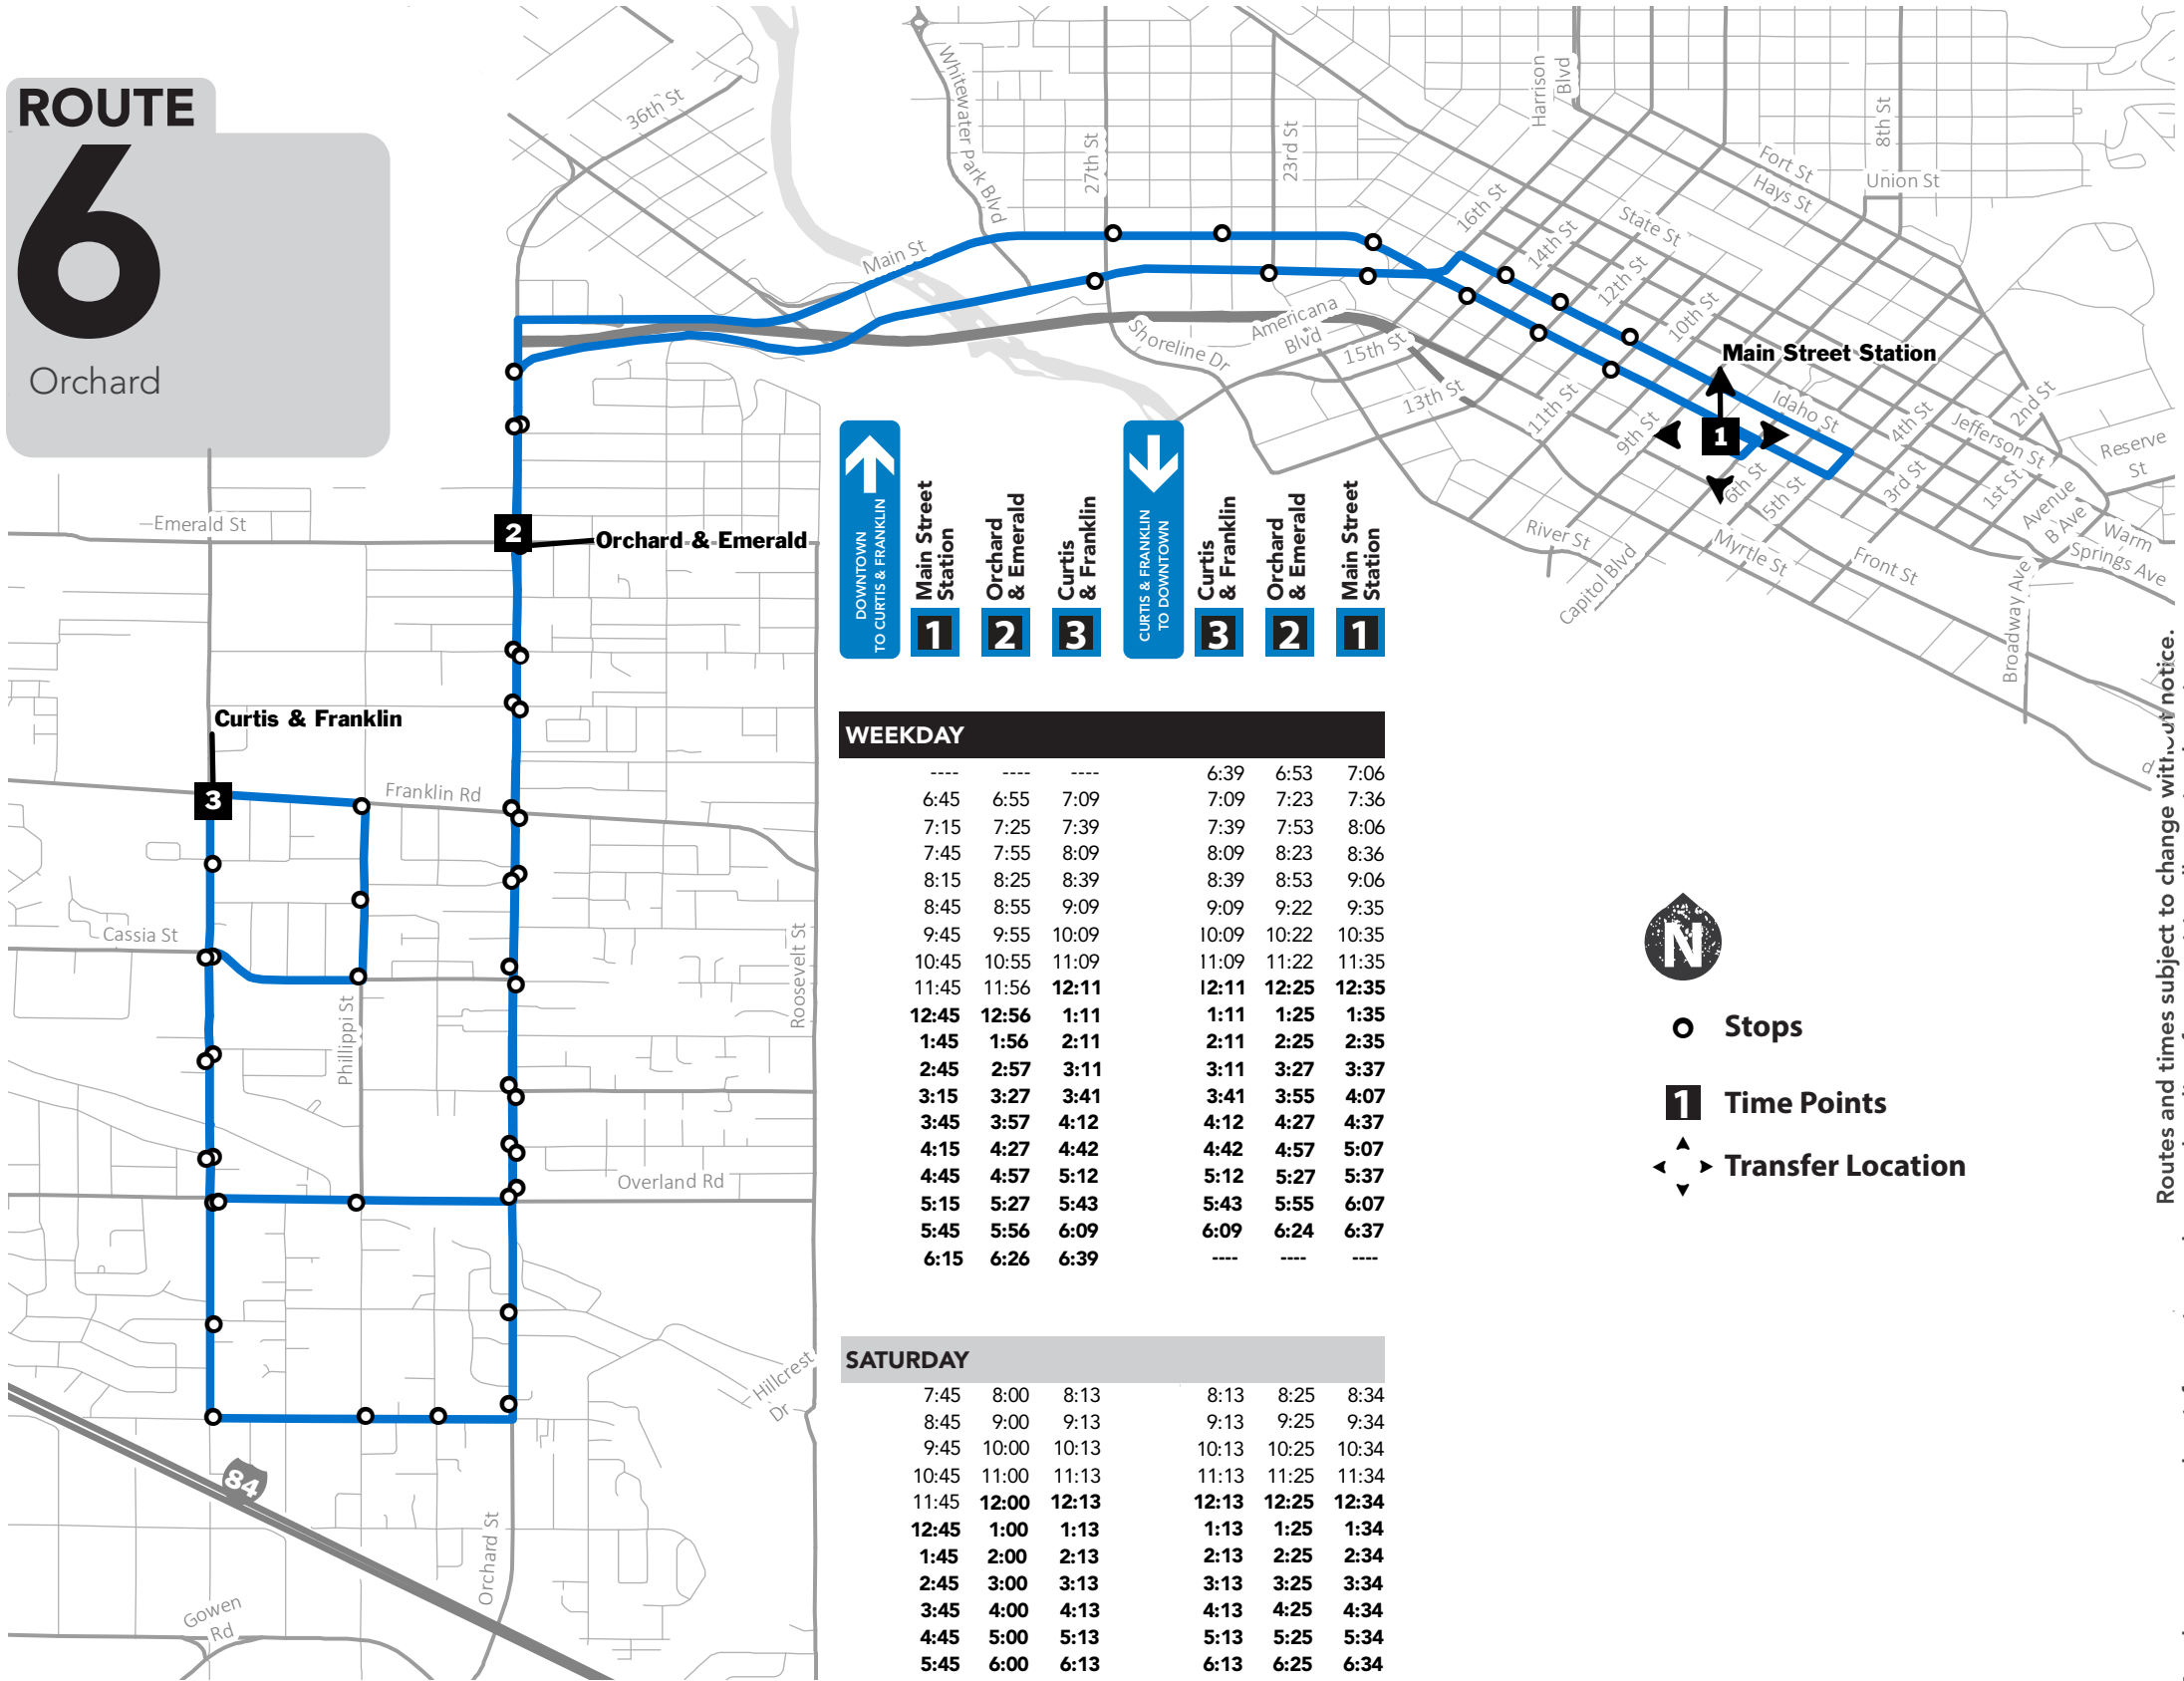 ROUTE
6
Orchard
36th St
Whitewater Park Blvd
27th St
23rd St
Harrison
Blvd
8th St
Fort St
Hays St
Union St
State St
16th St
14th St
12th St
10th St
Main St
Shoreline Dr
Americana
Blvd
15th St
13th St
11th St
9th St
Main Street Station
1
Idaho St
Jefferson St
4th St
2nd St
3rd St
1st St
6th St
5th St
Reserve
St
Avenue
B Ave
Warm
Springs Ave
River St
Capitol Blvd
Myrtle St
Front St
Broadway Ave
Emerald St
2
Orchard & Emerald
Curtis & Franklin
3
Franklin Rd
Cassia St
Phillippi St
Roosevelt St
Overland Rd
Hillcrest
Dr
84
Orchard St
Gowen
Rd
DOWNTOWN
TO CURTIS & FRANKLIN
Main Street
Station
Orchard
& Emerald
Curtis
& Franklin
CURTIS & FRANKLIN
TO DOWNTOWN
Curtis
& Franklin
Orchard
& Emerald
Main Street
Station
1 2 3 3 2 1
WEEKDAY
---- ---- ---- 6:39 6:53 7:06
6:45 6:55 7:09 7:09 7:23 7:36
7:15 7:25 7:39 7:39 7:53 8:06
7:45 7:55 8:09 8:09 8:23 8:36
8:15 8:25 8:39 8:39 8:53 9:06
8:45 8:55 9:09 9:09 9:22 9:35
9:45 9:55 10:09 10:09 10:22 10:35
10:45 10:55 11:09 11:09 11:22 11:35
11:45 11:56 12:11 12:11 12:25 12:35
12:45 12:56 1:11 1:11 1:25 1:35
1:45 1:56 2:11 2:11 2:25 2:35
2:45 2:57 3:11 3:11 3:27 3:37
3:15 3:27 3:41 3:41 3:55 4:07
3:45 3:57 4:12 4:12 4:27 4:37
4:15 4:27 4:42 4:42 4:57 5:07
4:45 4:57 5:12 5:12 5:27 5:37
5:15 5:27 5:43 5:43 5:55 6:07
5:45 5:56 6:09 6:09 6:24 6:37
6:15 6:26 6:39 ---- ---- ----
SATURDAY
7:45 8:00 8:13 8:13 8:25 8:34
8:45 9:00 9:13 9:13 9:25 9:34
9:45 10:00 10:13 10:13 10:25 10:34
10:45 11:00 11:13 11:13 11:25 11:34
11:45 12:00 12:13 12:13 12:25 12:34
12:45 1:00 1:13 1:13 1:25 1:34
1:45 2:00 2:13 2:13 2:25 2:34
2:45 3:00 3:13 3:13 3:25 3:34
3:45 4:00 4:13 4:13 4:25 4:34
4:45 5:00 5:13 5:13 5:25 5:34
5:45 6:00 6:13 6:13 6:25 6:34
N
Stops
1 Time Points
Transfer Location
Routes and times subject to change without notice.